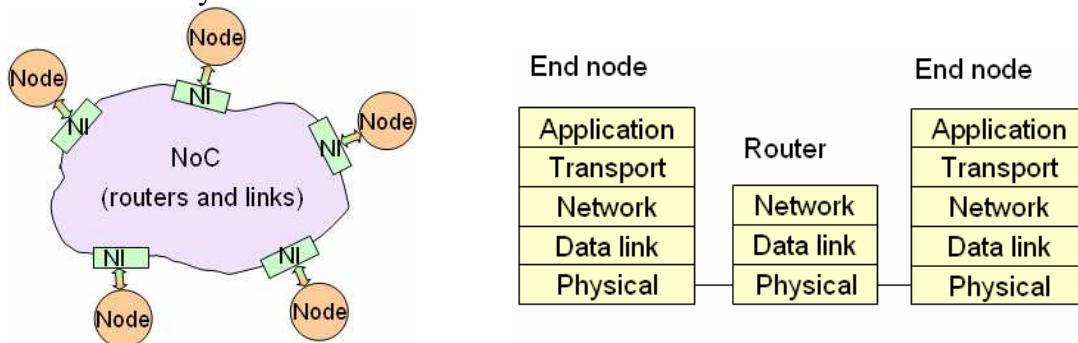 Node
Node
Node
NI
NI
NI
NoC
(routers and links)
NI
NI
Node
Node
End node
End node
Router
Application
Transport
Network
Data link
Physical
Network
Data link
Physical
Application
Transport
Network
Data link
Physical